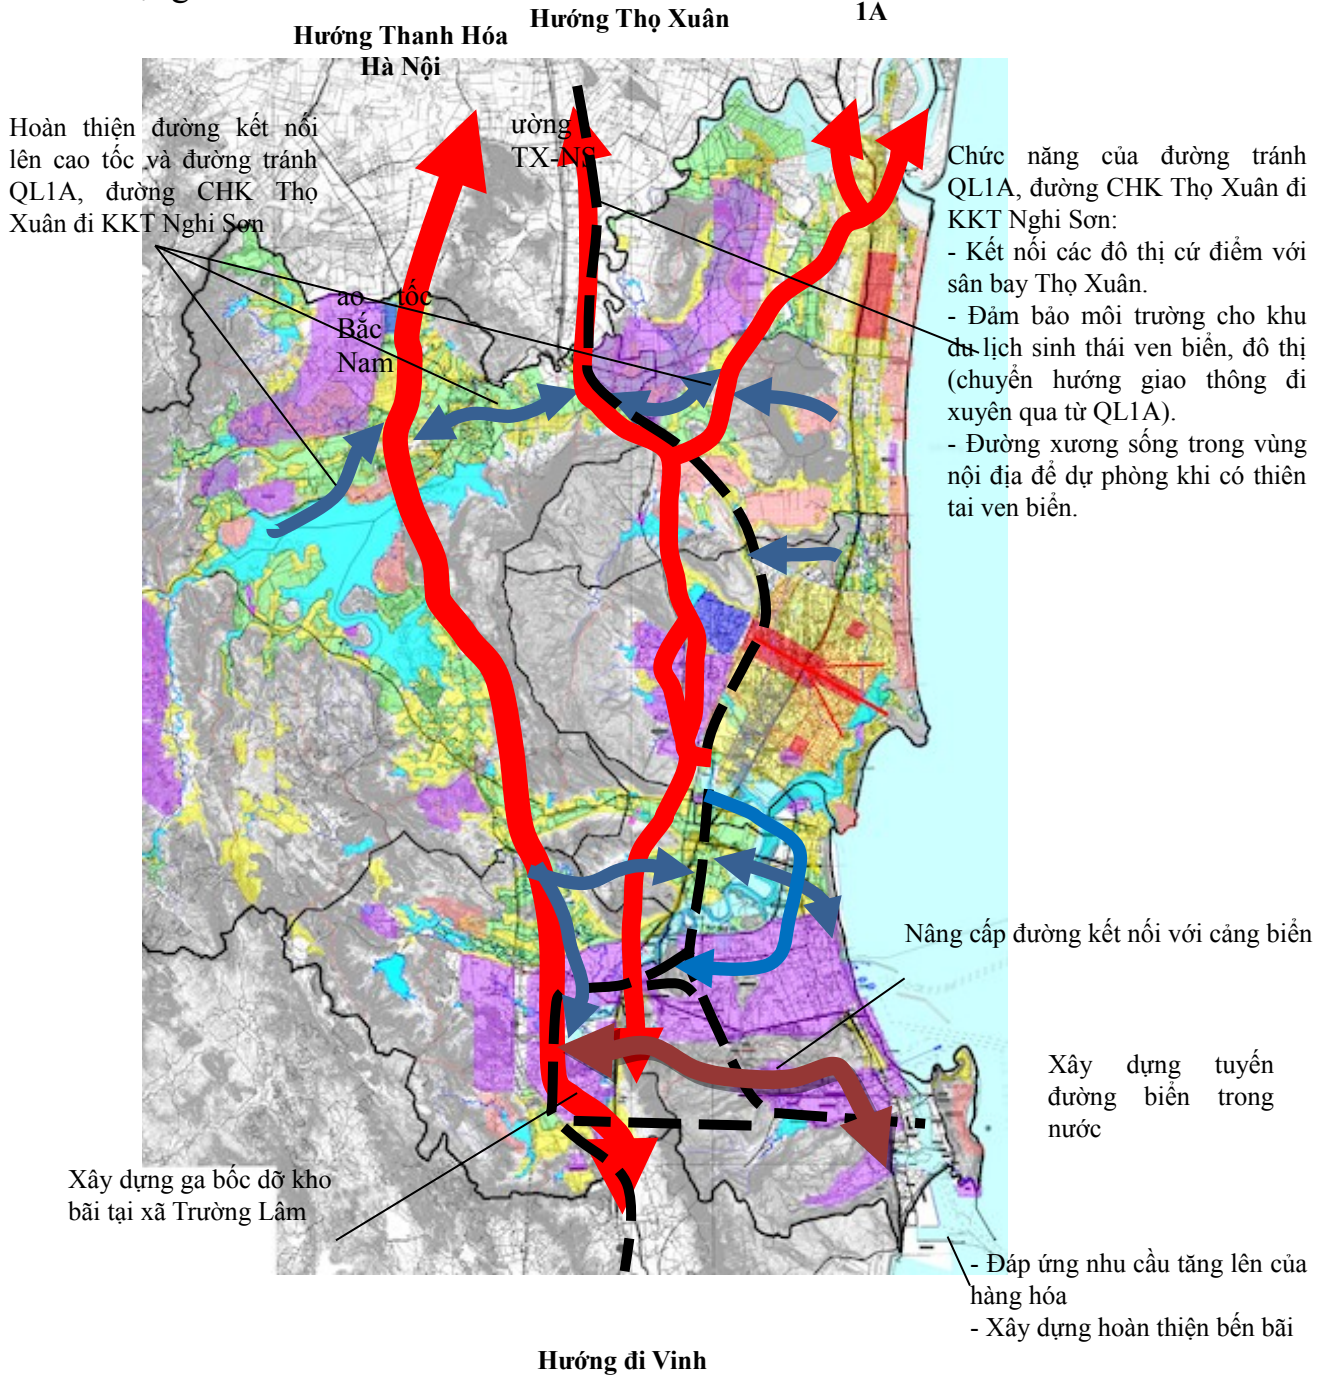 Hướng Thọ Xuân
1A
Hướng Thanh Hóa
Hà Nội
Hoàn thiện đường kết nối
lên cao tốc và đường tránh
QL1A, đường CHK Thọ
Xuân đi KKT Nghi Sơn
ường
TX-NS
Chức năng của đường tránh
QL1A, đường CHK Thọ Xuân đi
KKT Nghi Sơn:
- Kết nối các đô thị cứ điểm với
sân bay Thọ Xuân.
- Đảm bảo môi trường cho khu
du lịch sinh thái ven biển, đô thị
(chuyển hướng giao thông đi
xuyên qua từ QL1A).
- Đường xương sống trong vùng
nội địa để dự phòng khi có thiên
tai ven biển.
ao tốc
Bắc
Nam
Nâng cấp đường kết nối với cảng biển
Xây dựng tuyến
đường biển trong
nước
Xây dựng ga bốc dỡ kho
bãi tại xã Trường Lâm
- Đáp ứng nhu cầu tăng lên của
hàng hóa
- Xây dựng hoàn thiện bến bãi
Hướng đi Vinh